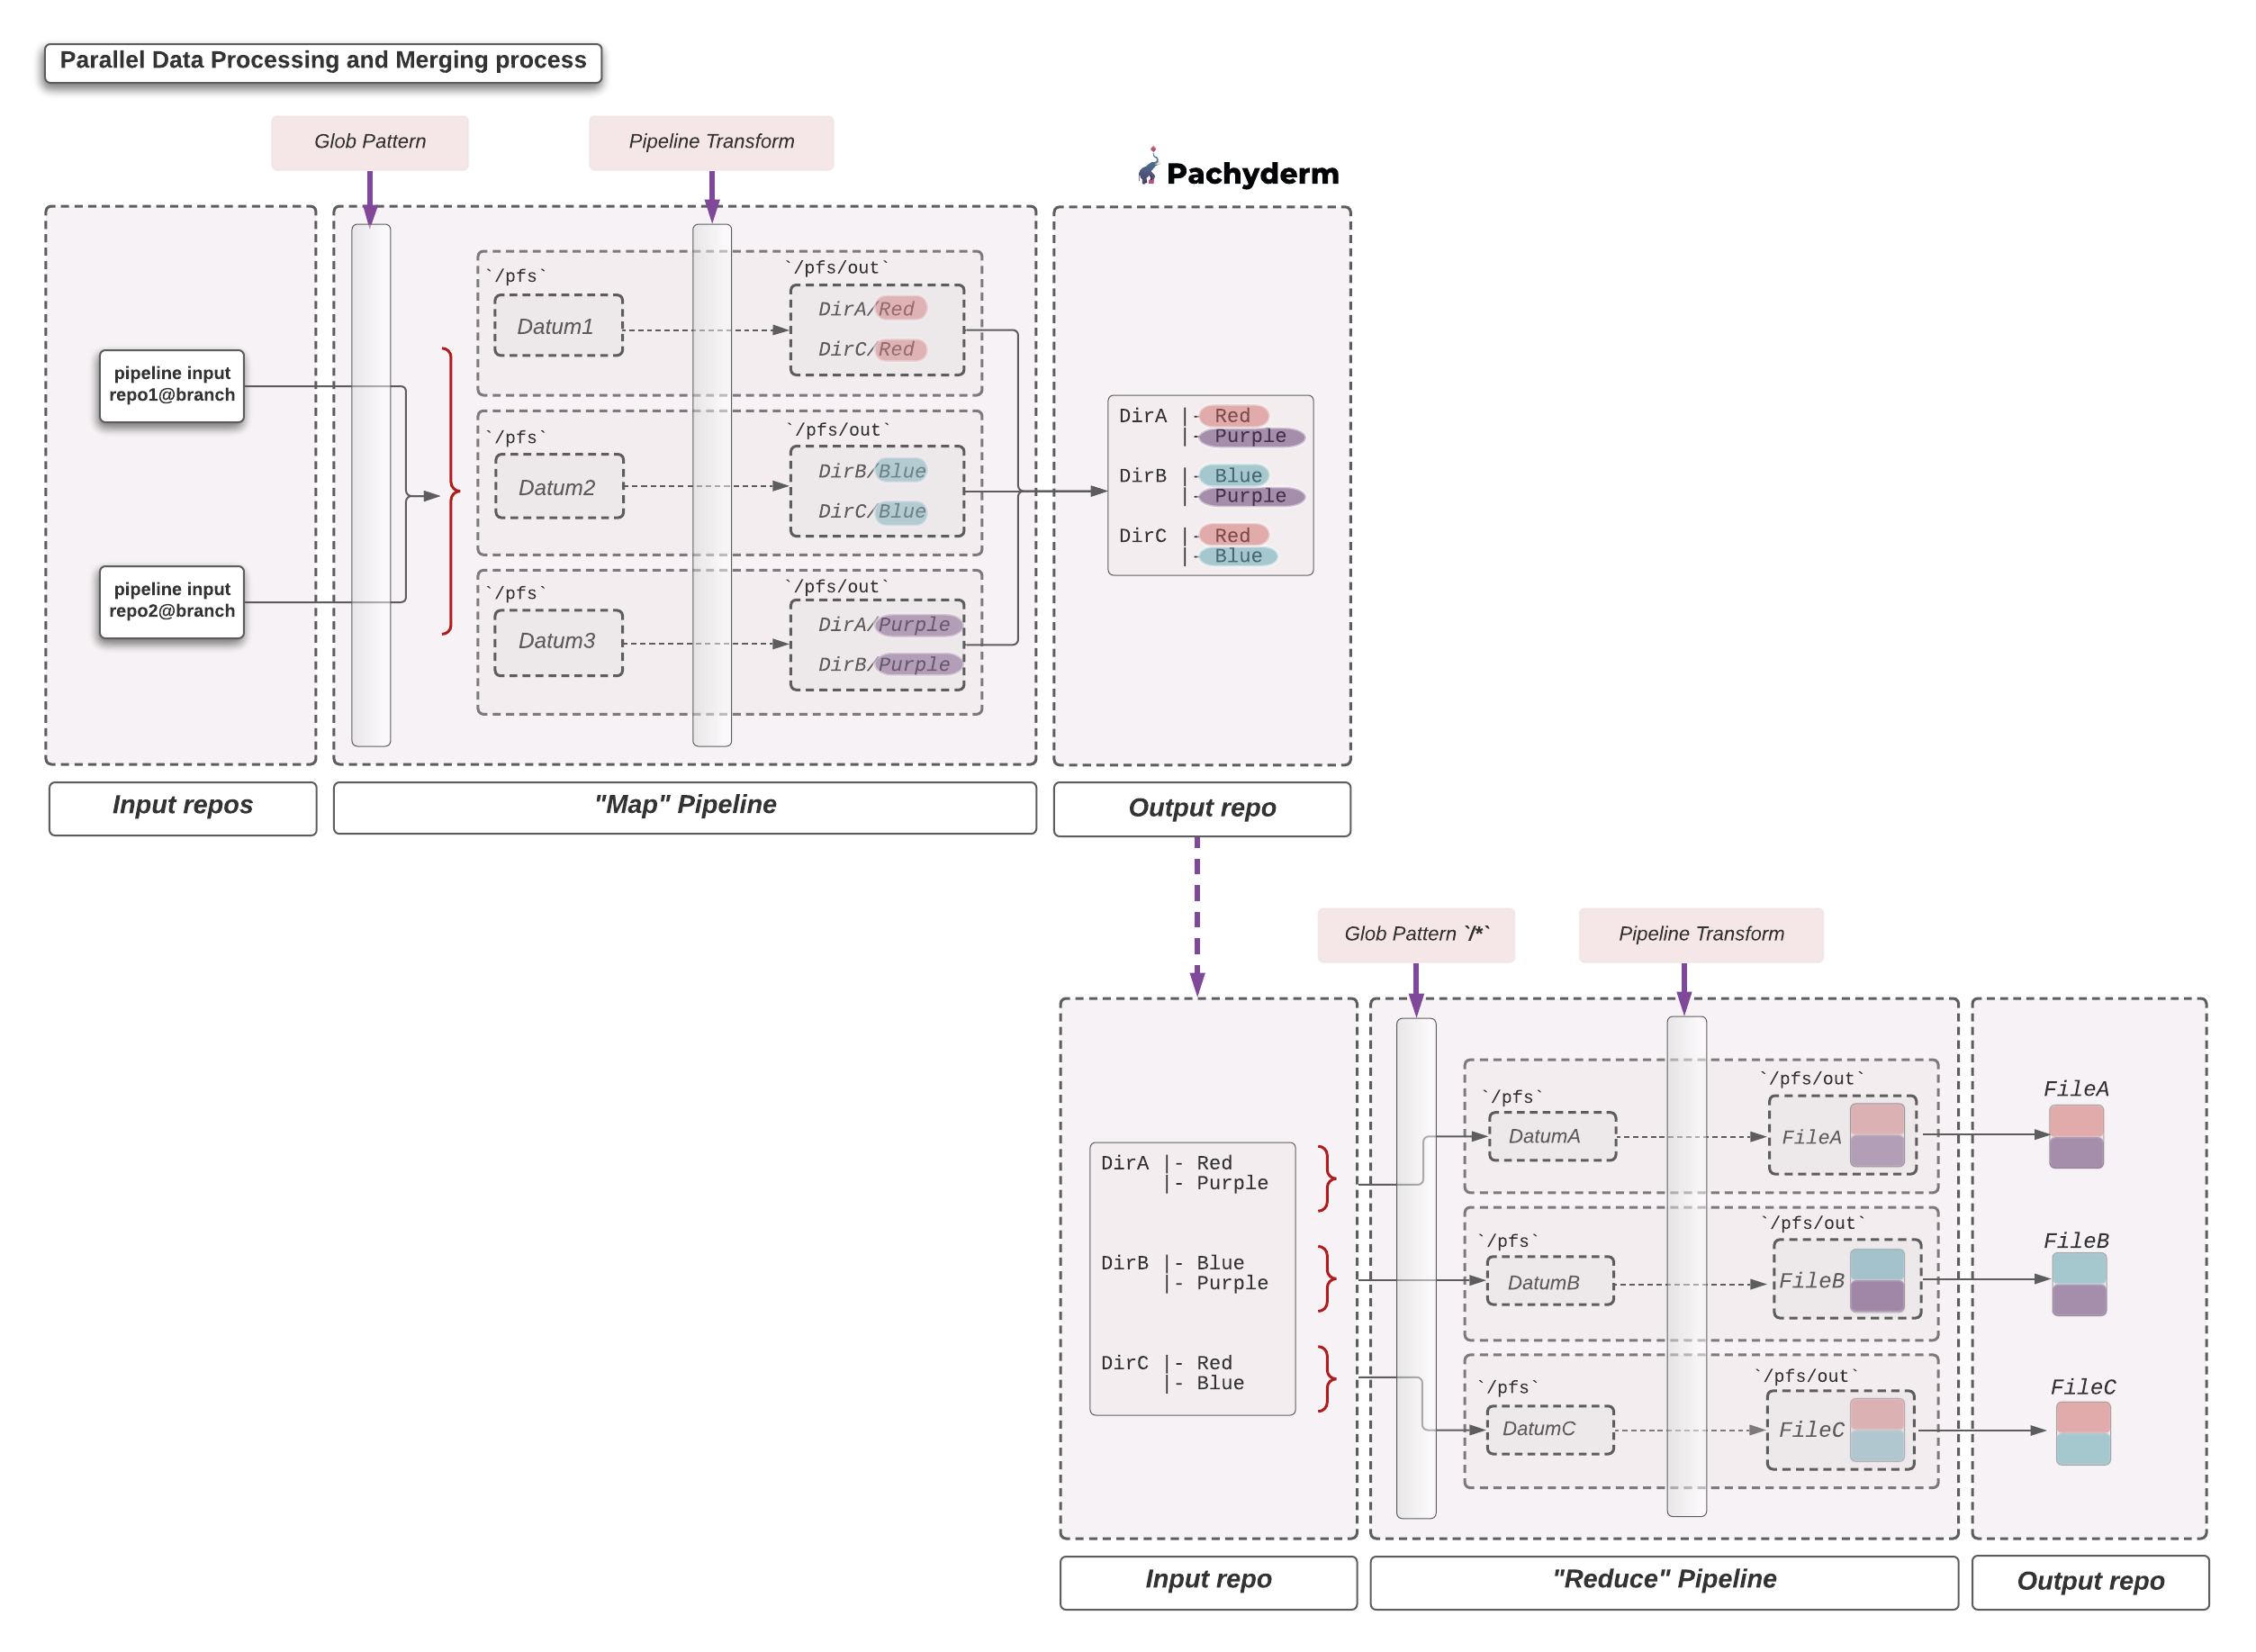 Parallel Data Processing and Merging process
Glob Pattern
Pipeline Transform
Pachyderm
pipeline input
repo1@branch
pipeline input
repo2@branch
`/pfs`
Datum1
`/pfs/out`
DirA/Red
DirC/Red
`/pfs`
Datum2
`/pfs/out`
DirB/Blue
DirC/Blue
`/pfs`
Datum3
`/pfs/out`
DirA/Purple
DirB/Purple
DirA |- Red
|- Purple
DirB |- Blue
|- Purple
DirC |- Red
|- Blue
Input repos
"Map" Pipeline
Output repo
Glob Pattern `/*`
Pipeline Transform
DirA |- Red
|- Purple
DirB |- Blue
|- Purple
DirC |- Red
|- Blue
`/pfs`
DatumA
`/pfs/out`
FileA
`/pfs`
DatumB
`/pfs/out`
FileB
`/pfs`
DatumC
`/pfs/out`
FileC
FileA
FileB
FileC
Input repo
"Reduce" Pipeline
Output repo